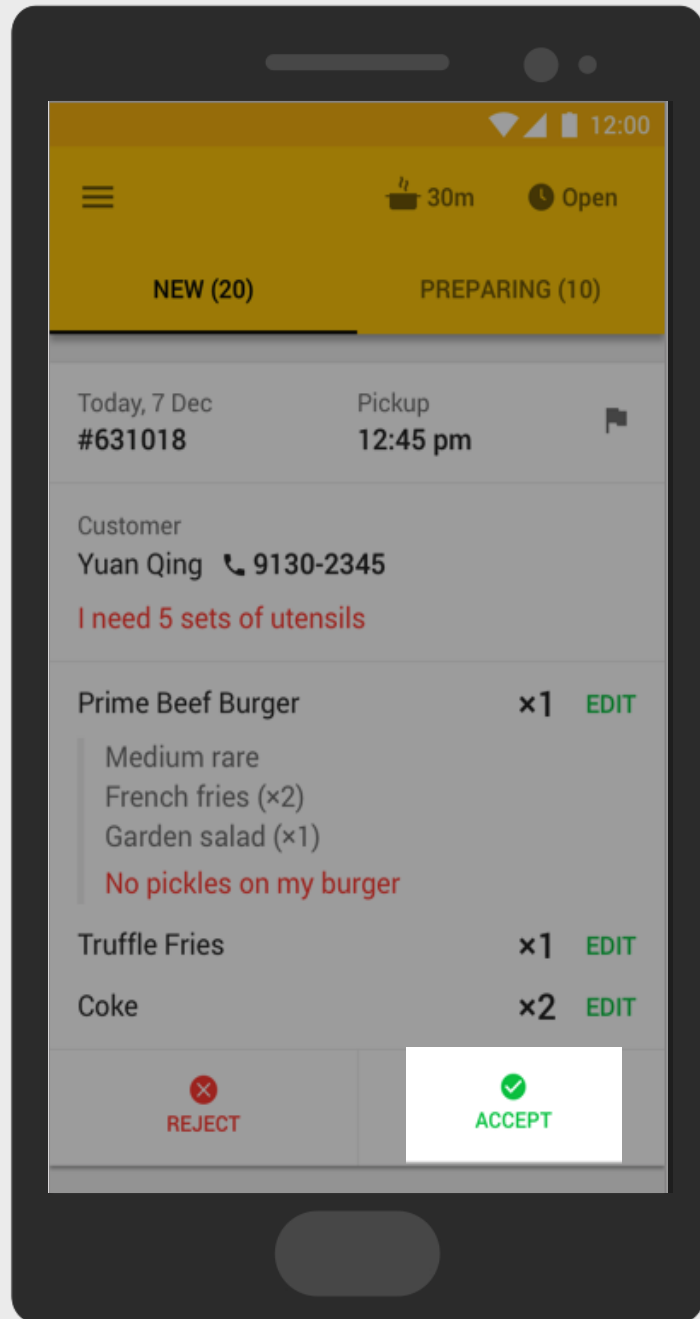 12:00
30m Open
NEW (20) PREPARING (10)
Today, 7 Dec Pickup
#631018 12:45 pm
Customer
Yuan Qing 9130-2345
I need 5 sets of utensils
Prime Beef Burger ×1 EDIT
Medium rare
French fries (×2)
Garden salad (×1)
No pickles on my burger
Truffle Fries ×1 EDIT
Coke ×2 EDIT
REJECT ACCEPT